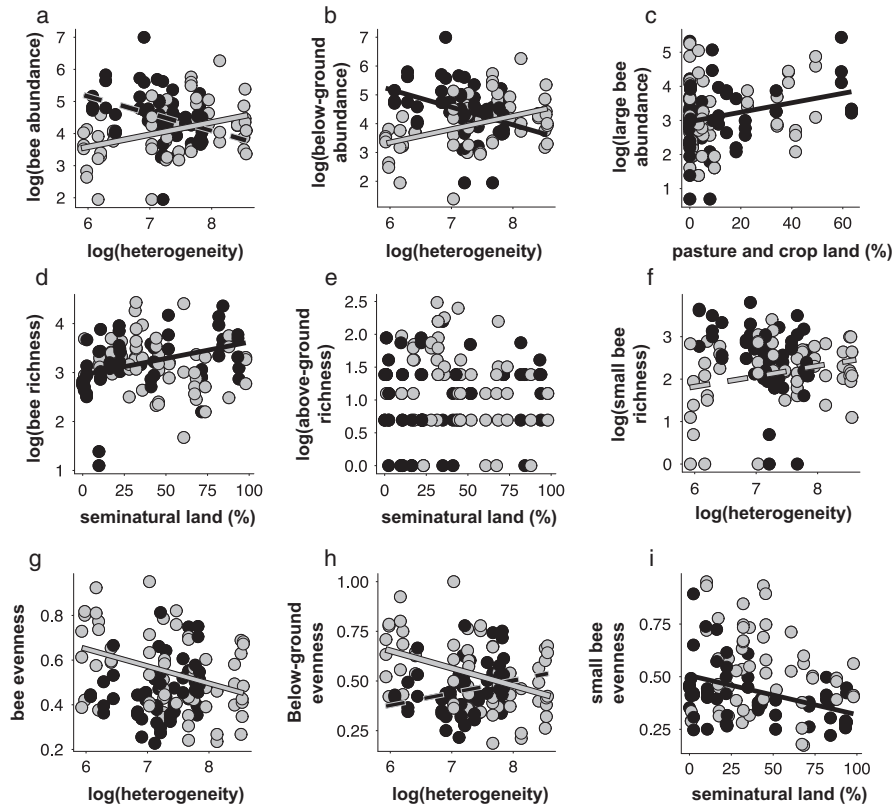 a
b
c
7
6
5
4
3
2
log(bee abundance)
6
7
8
log(heterogeneity)
7
6
5
4
3
2
log(below-ground
abundance)
6
7
8
log(heterogeneity)
5
4
3
2
1
log(large bee
abundance)
0
20
40
60
pasture and crop land (%)
d
e
f
4
3
2
1
log(bee richness)
0
25
50
75
100
seminatural land (%)
2.5
2.0
1.5
1.0
0.5
0.0
log(above-ground
richness)
0
25
50
75
100
seminatural land (%)
3
2
1
0
log(small bee
richness)
6
7
8
log(heterogeneity)
g
h
i
0.8
0.6
0.4
0.2
bee evenness
6
7
8
log(heterogeneity)
1.00
0.75
0.50
0.25
Below-ground
evenness
6
7
8
log(heterogeneity)
0.75
0.50
0.25
small bee
evenness
0
25
50
75
100
seminatural land (%)